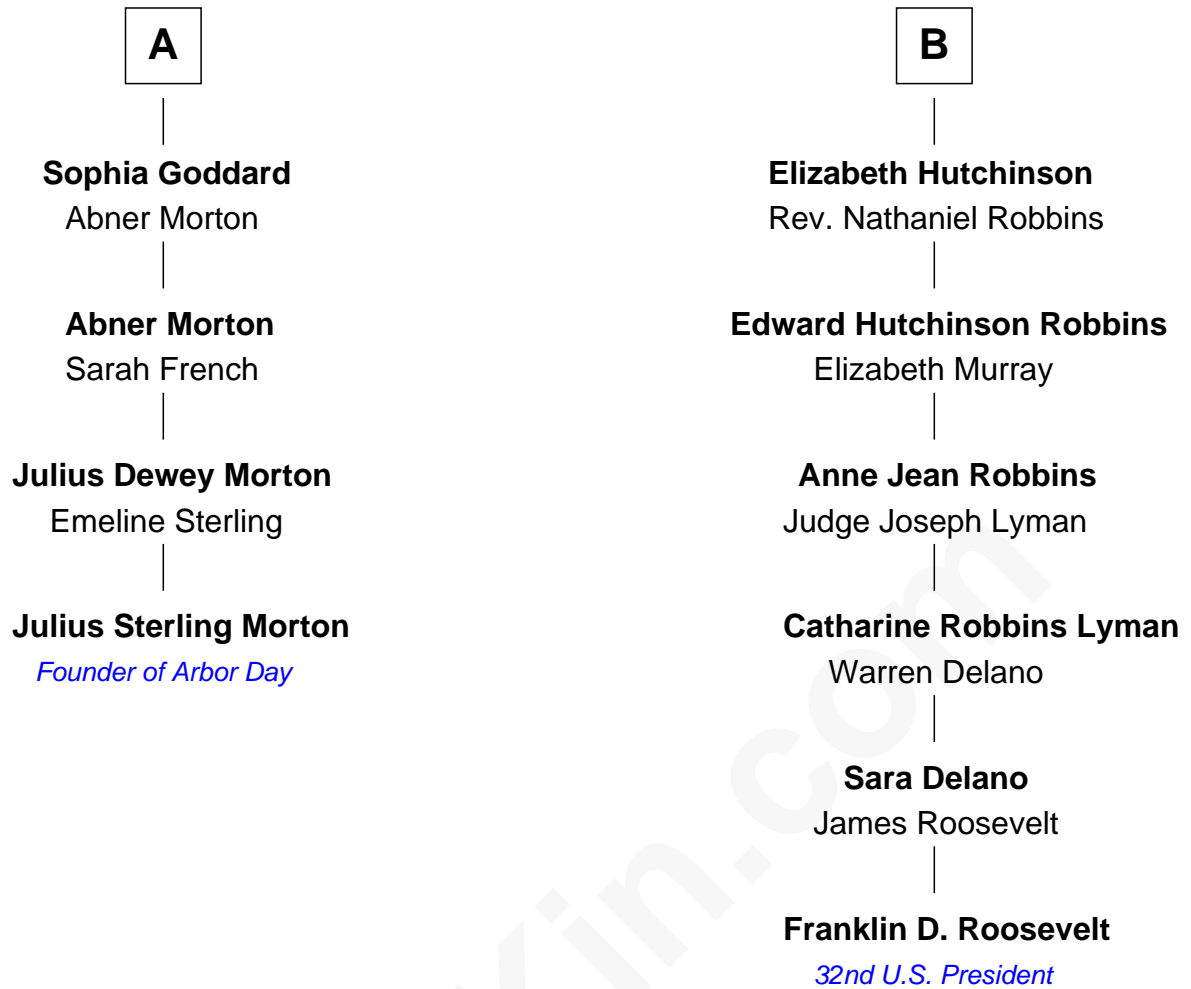 A
Sophia Goddard
Abner Morton
Abner Morton
Sarah French
Julius Dewey Morton
Emeline Sterling
Julius Sterling Morton
Founder of Arbor Day
B
Elizabeth Hutchinson
Rev. Nathaniel Robbins
Edward Hutchinson Robbins
Elizabeth Murray
Anne Jean Robbins
Judge Joseph Lyman
Catharine Robbins Lyman
Warren Delano
Sara Delano
James Roosevelt
Franklin D. Roosevelt
32nd U.S. President
Kin.com